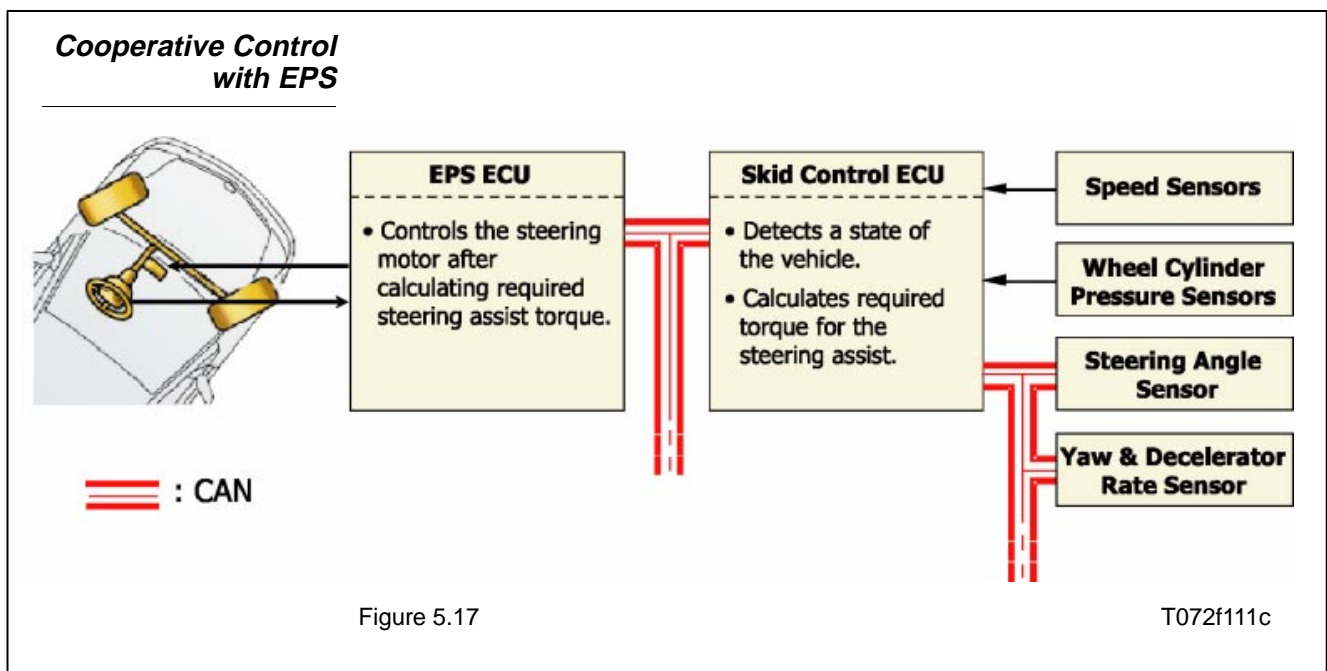 Cooperative Control
with EPS
EPS ECU
• Controls the steering
motor after
calculating required
steering assist torque.
Skid Control ECU
• Detects a state of
the vehicle.
• Calculates required
torque for the
steering assist.
Speed Sensors
Wheel Cylinder
Pressure Sensors
Steering Angle
Sensor
Yaw & Decelerator
Rate Sensor
: CAN
Figure 5.17
T072f111c